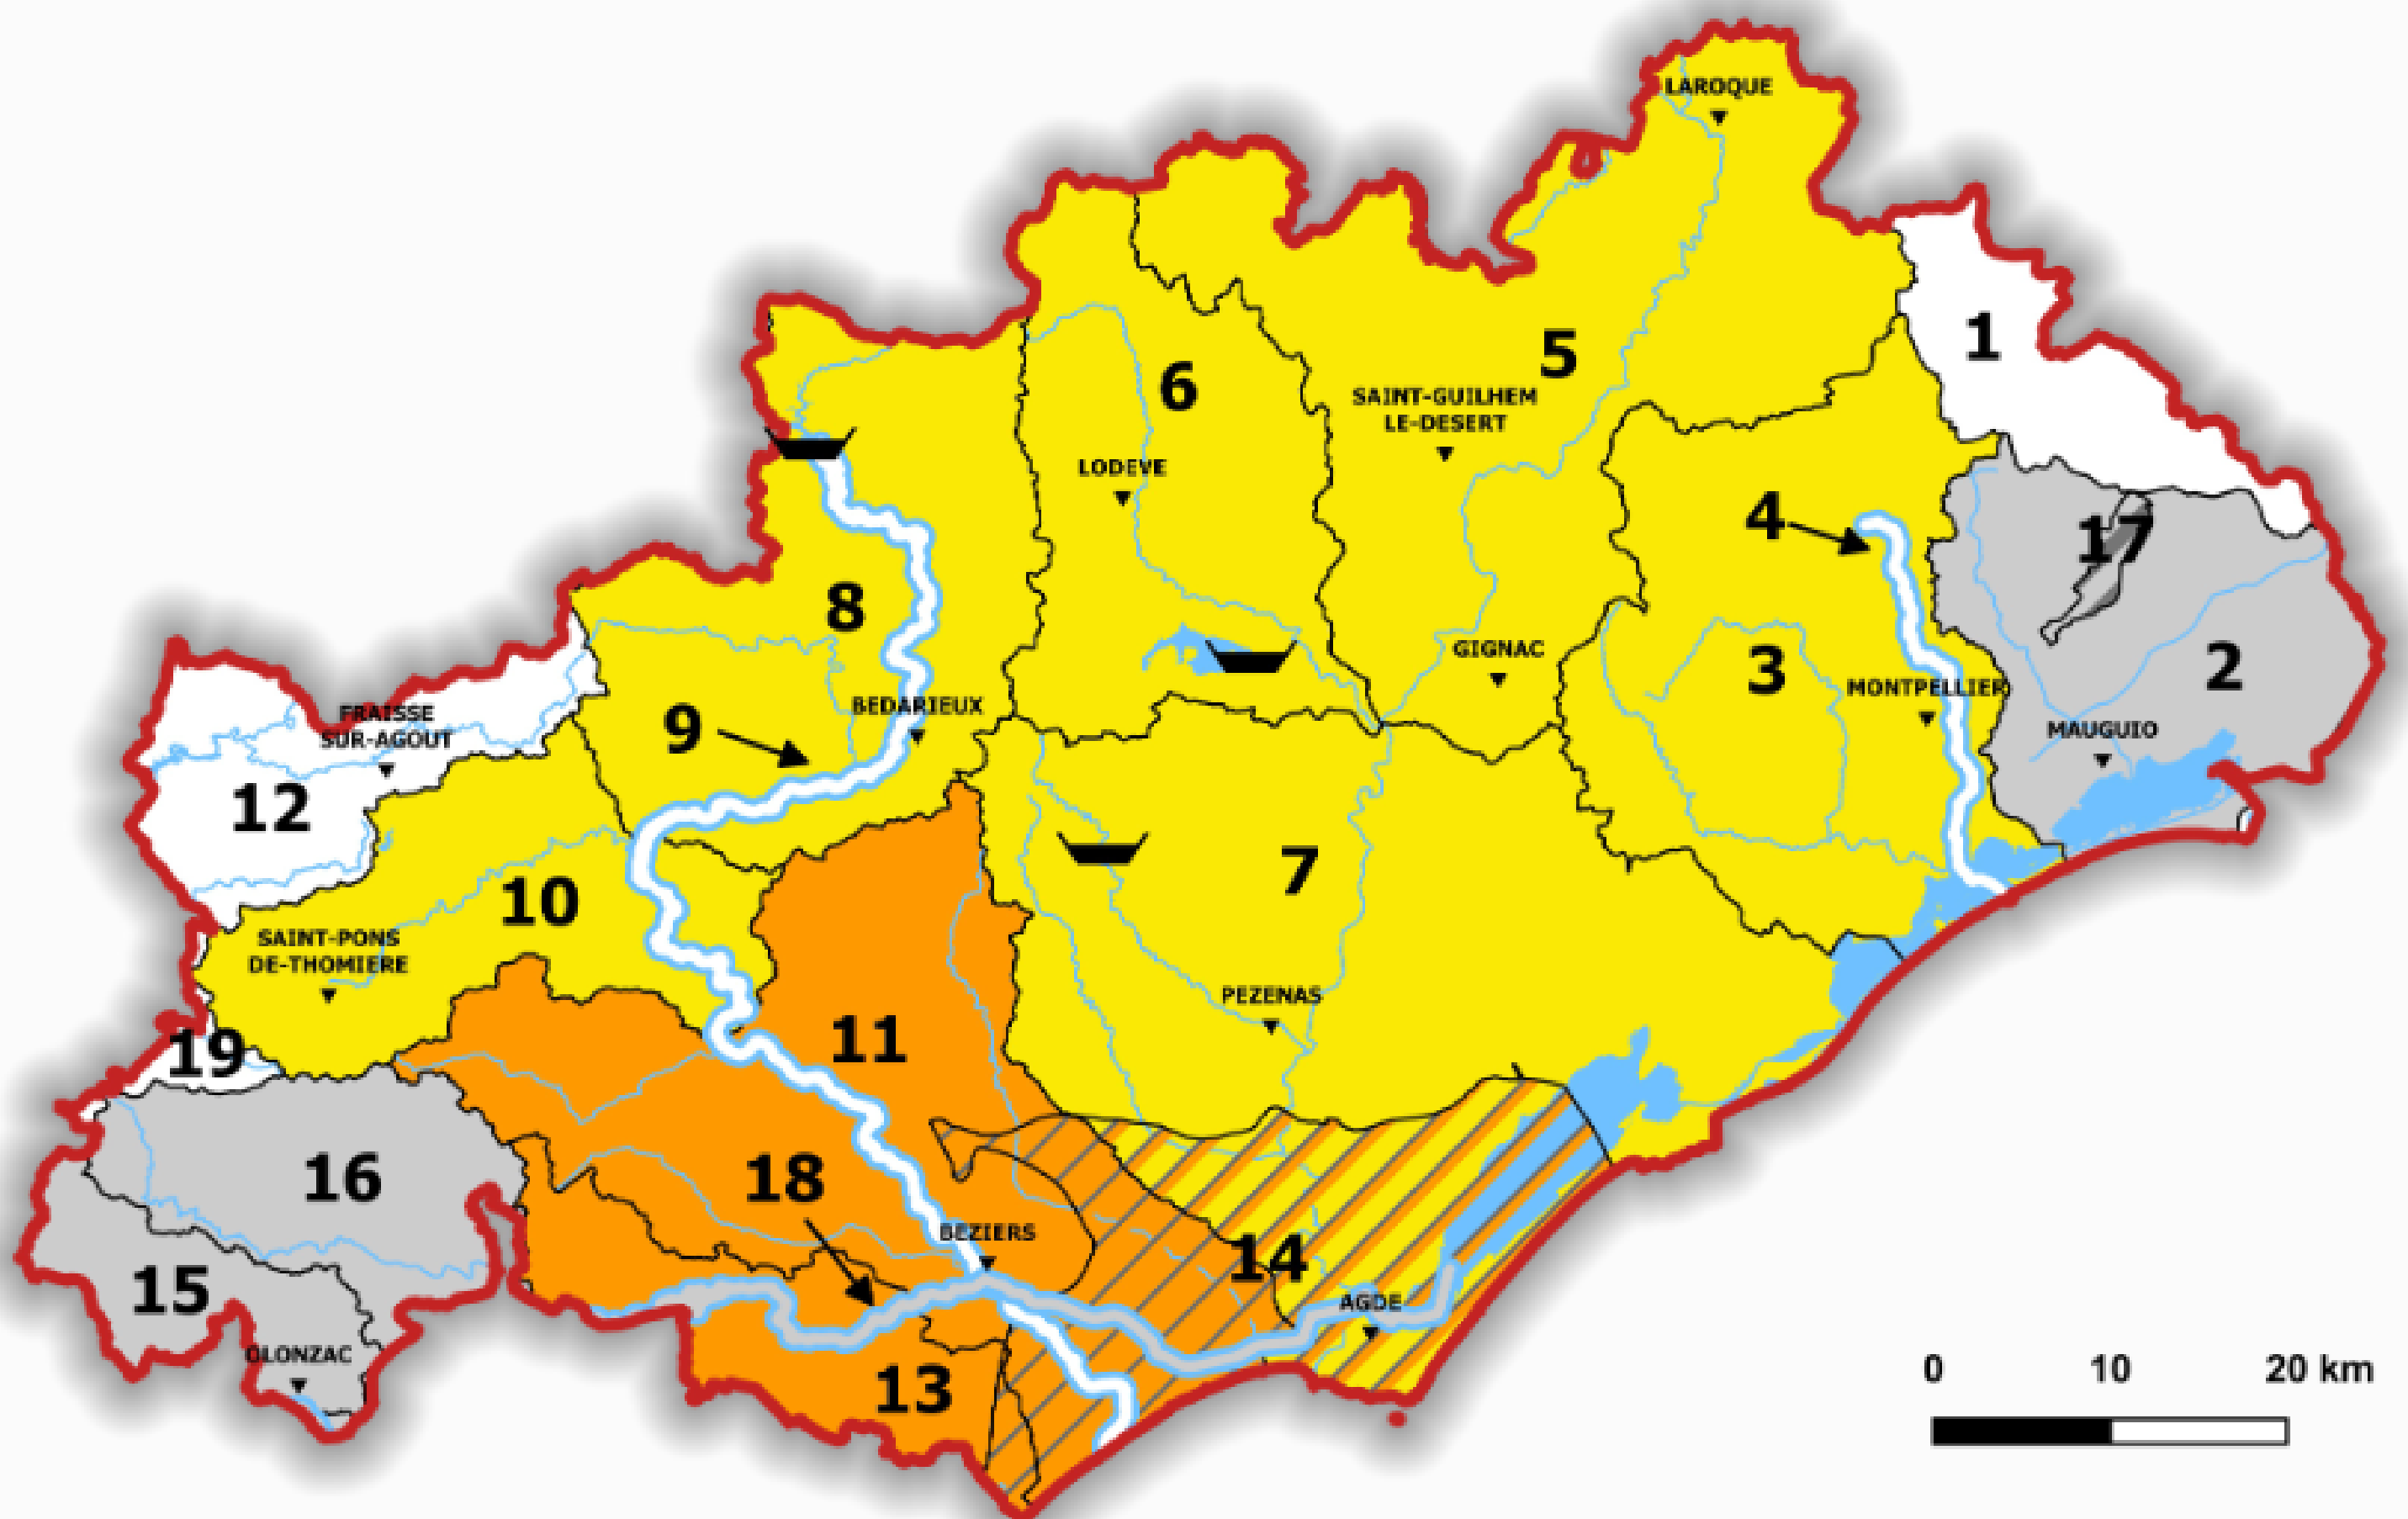 LAROQUE
1
5
6
SAINT-GUILHEM
LE-DESERT
LODEVE
4
17
8
GIGNAC
3
2
MONTPELLIER
BEDARIEUX
9
FRAISSE
SUR-AGOUT
MAUGUIO
12
7
10
SAINT-PONS
DE-THOMIERE
PEZENAS
11
19
16
18
BEZIERS
14
15
AGDE
OLONZAC
13
0 10 20 km